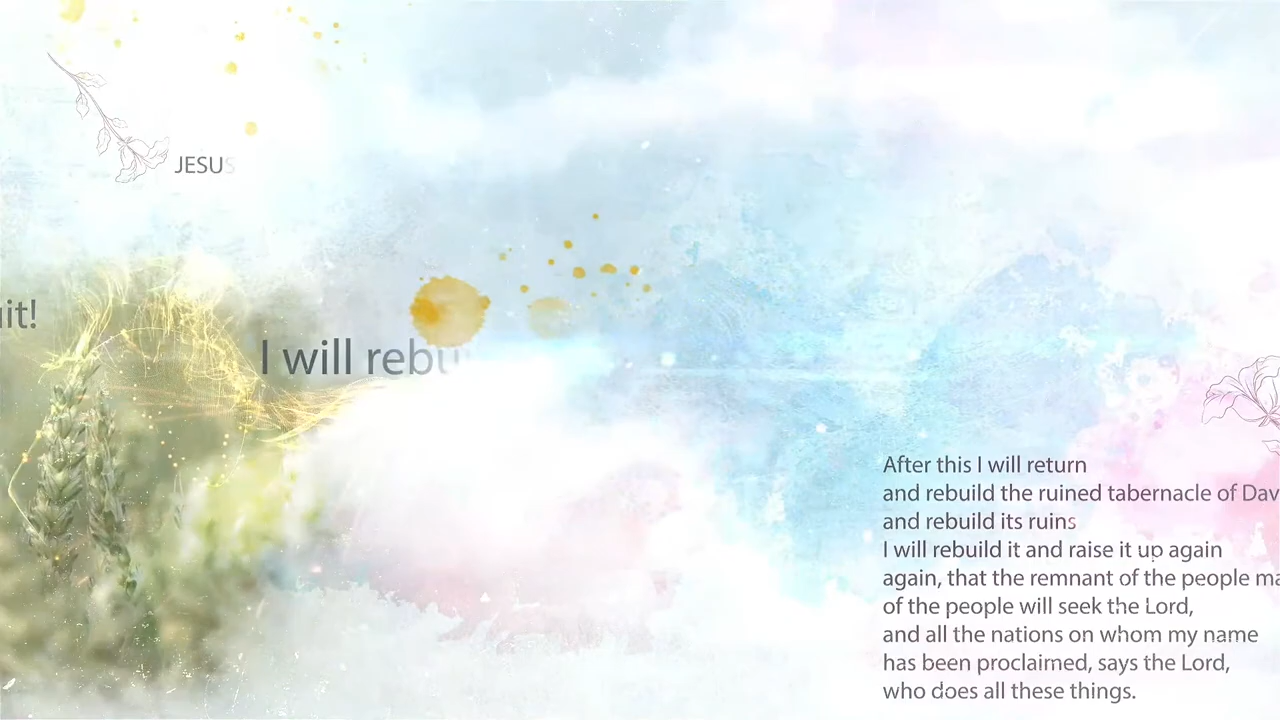 JESUS
it!
I will rebu
After this I will return
and rebuild the ruined tabernacle of Dav
and rebuild its ruins
I will rebuild it and raise it up again
again, that the remnant of the people ma
of the people will seek the Lord,
and all the nations on whom my name
has been proclaimed, says the Lord,
who does all these things.